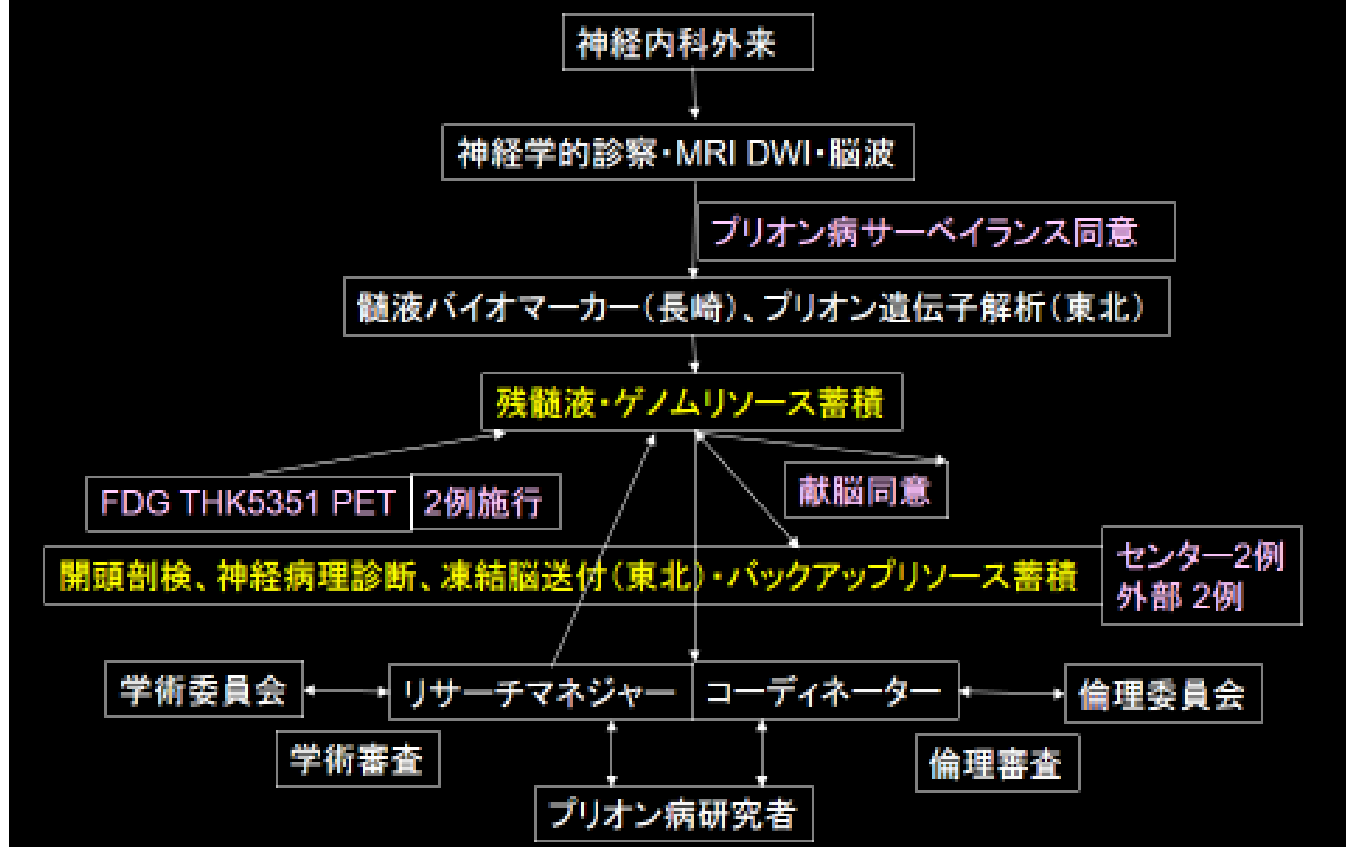 神経内科外来
神経学的診察・MRI DWI・脳波
プリオン病サーベイランス同意
髄液バイオマーカー(長崎)、プリオン遺伝子解析(東北)
残髄液・ゲノムリソース蓄積
FDG THK5351 PET 2例施行
献脳同意
開頭剖検、神経病理診断、凍結脳送付(東北)・バックアップリソース蓄積
センター2例
外部 2例
学術委員会
リサーチマネジャー
コーディネーター
倫理委員会
学術審査
倫理審査
プリオン病研究者